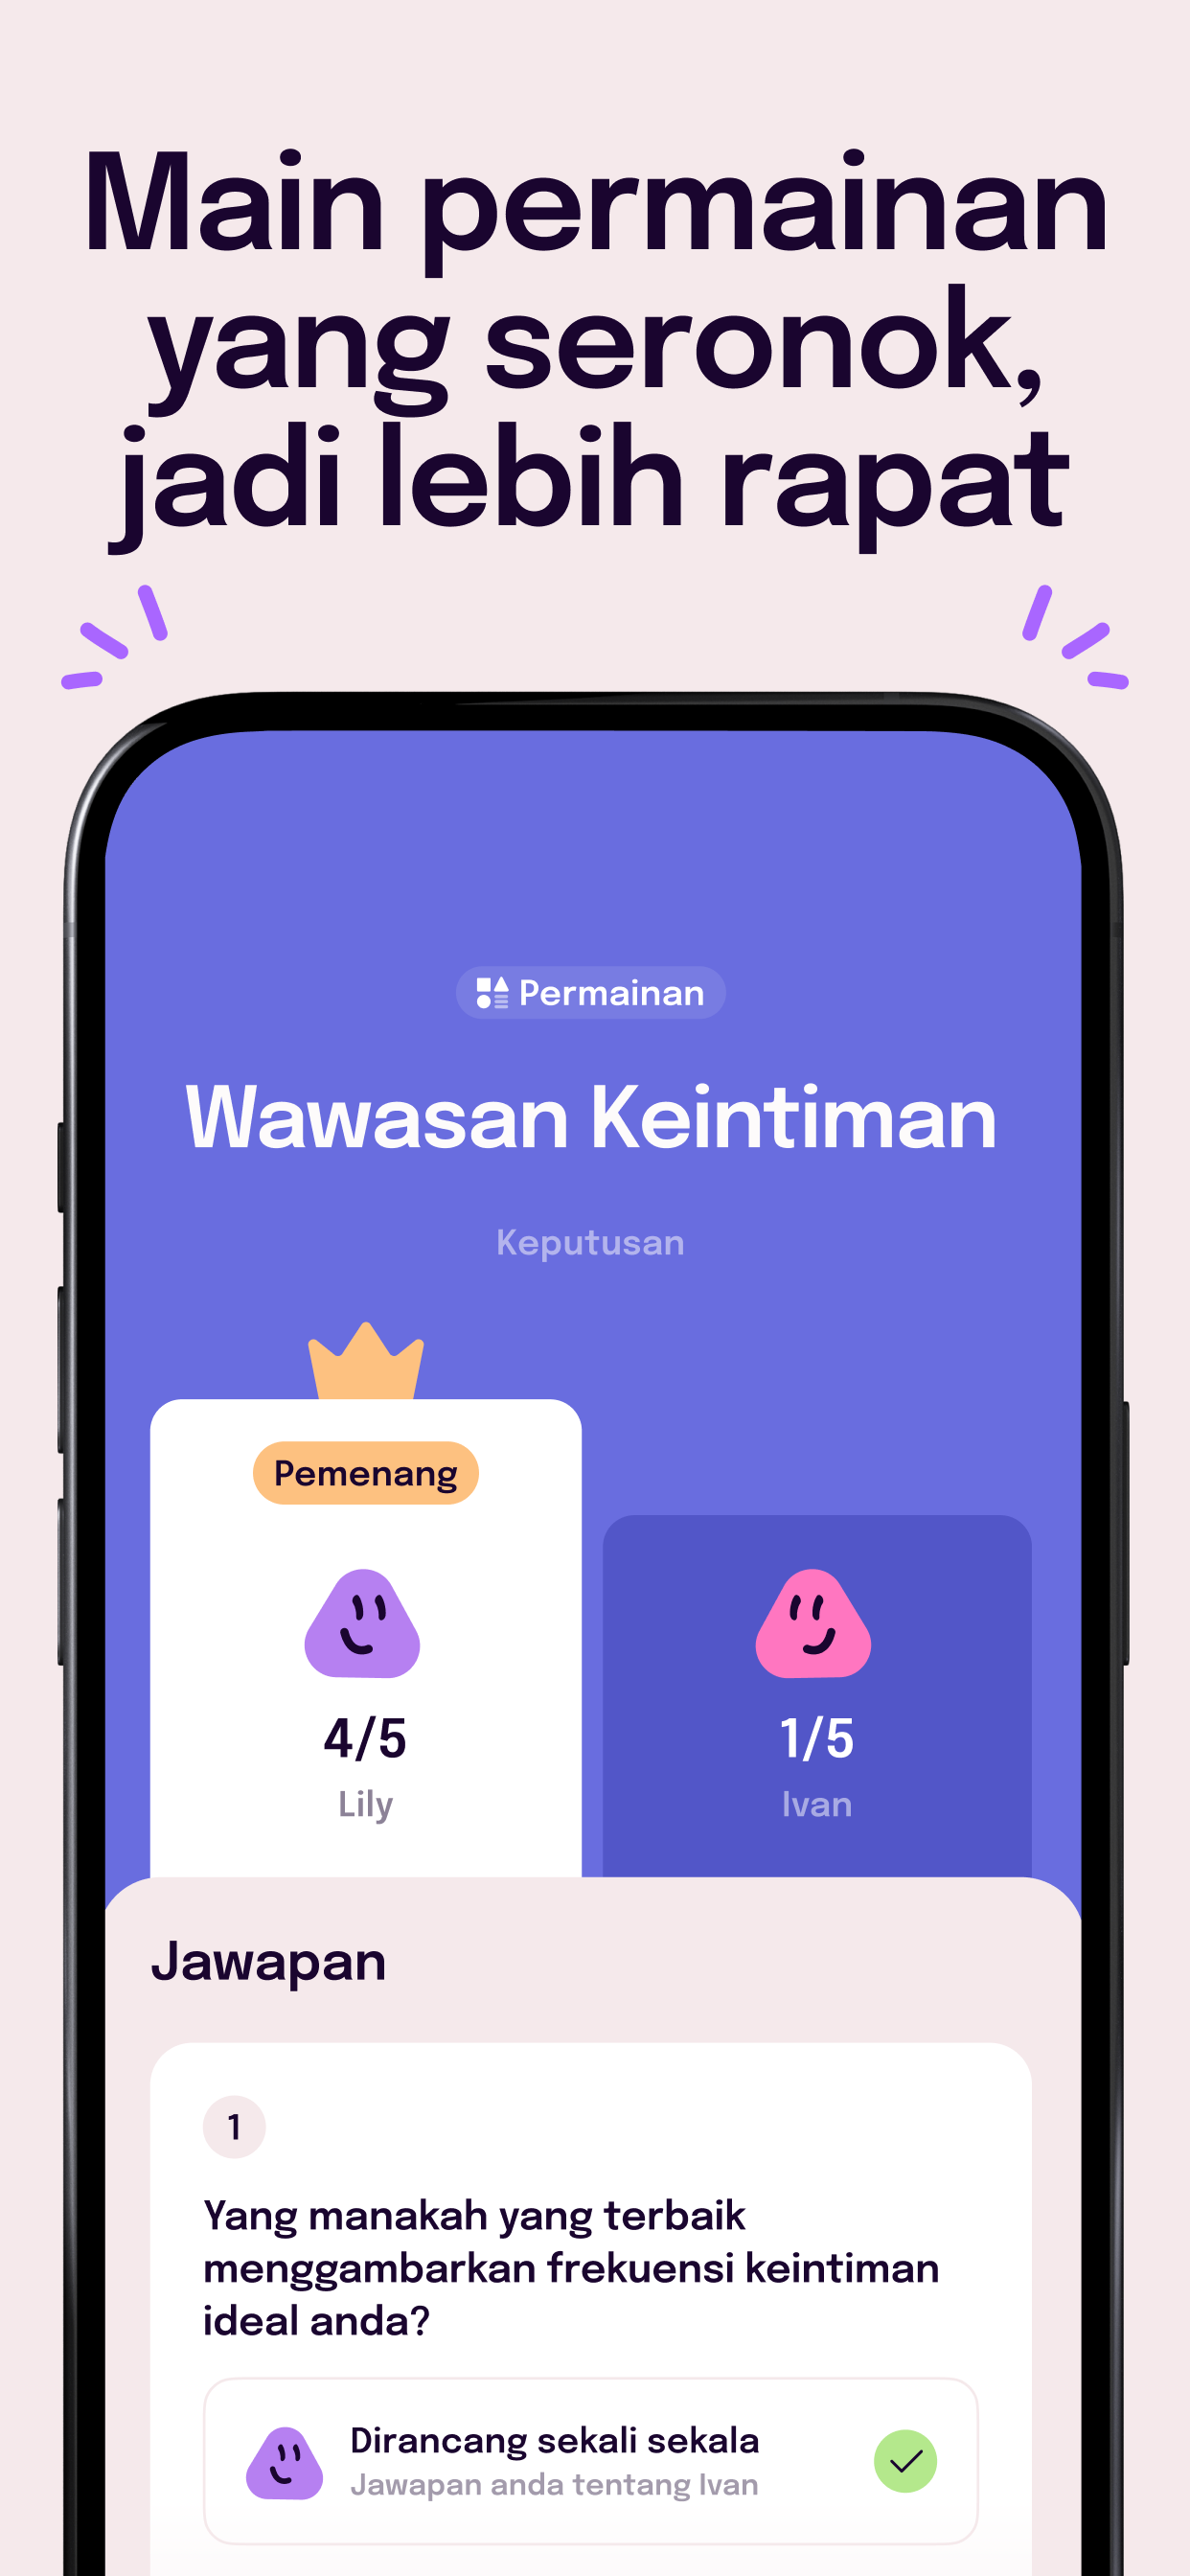 Main permainan
yang seronok,
jadi lebih rapat
Permainan
Wawasan Keintiman
Keputusan
Pemenang
4/5
Lily
1/5
Ivan
Jawapan
1
Yang manakah yang terbaik
menggambarkan frekuensi keintiman
ideal anda?
Dirancang sekali sekala
Jawapan anda tentang Ivan